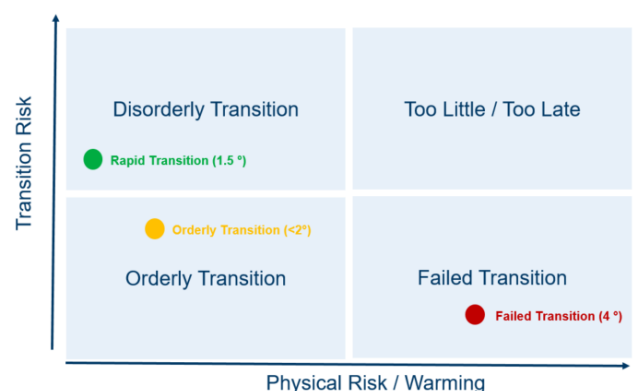 Transition Risk
Disorderly Transition
Too Little / Too Late
Rapid Transition (1.5 °)
Orderly Transition (<2°)
Orderly Transition
Failed Transition
Failed Transition (4 °)
Physical Risk / Warming